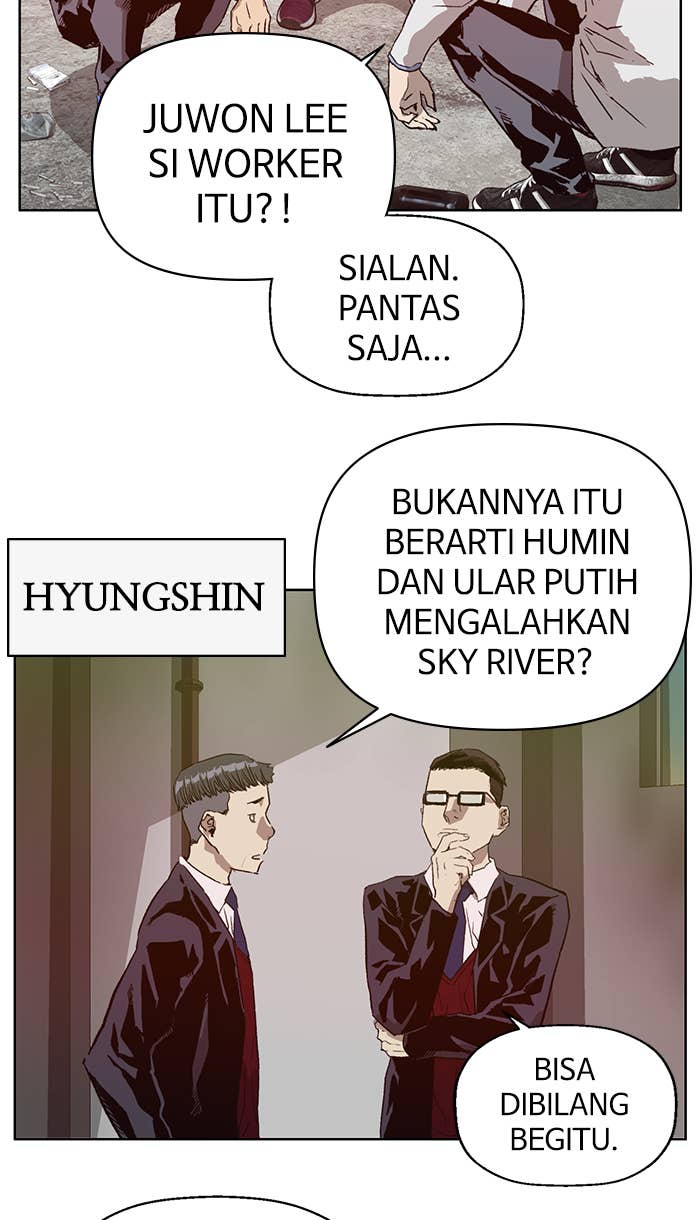 JUWON LEE
SI WORKER
ITU? !
SIALAN.
PANTAS
SAJA...
BUKANNYA ITU
BERARTI HUMIN
DAN ULAR PUTIH
MENGALAHKAN
SKY RIVER?
HYUNGSHIN
BISA
DIBILANG
BEGITU.